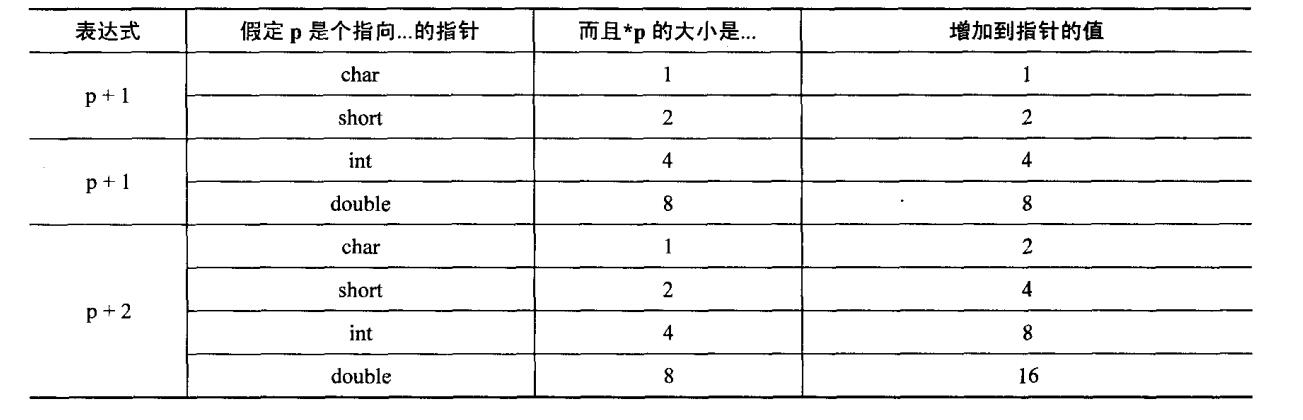 表达式 假定 p 是个指向...的指针 而且*p 的大小是... 增加到指针的值
p + 1 char 1 1
short 2 2
p + 1 int 4 4
double 8 8
p + 2 char 1 2
short 2 4
int 4 8
double 8 16